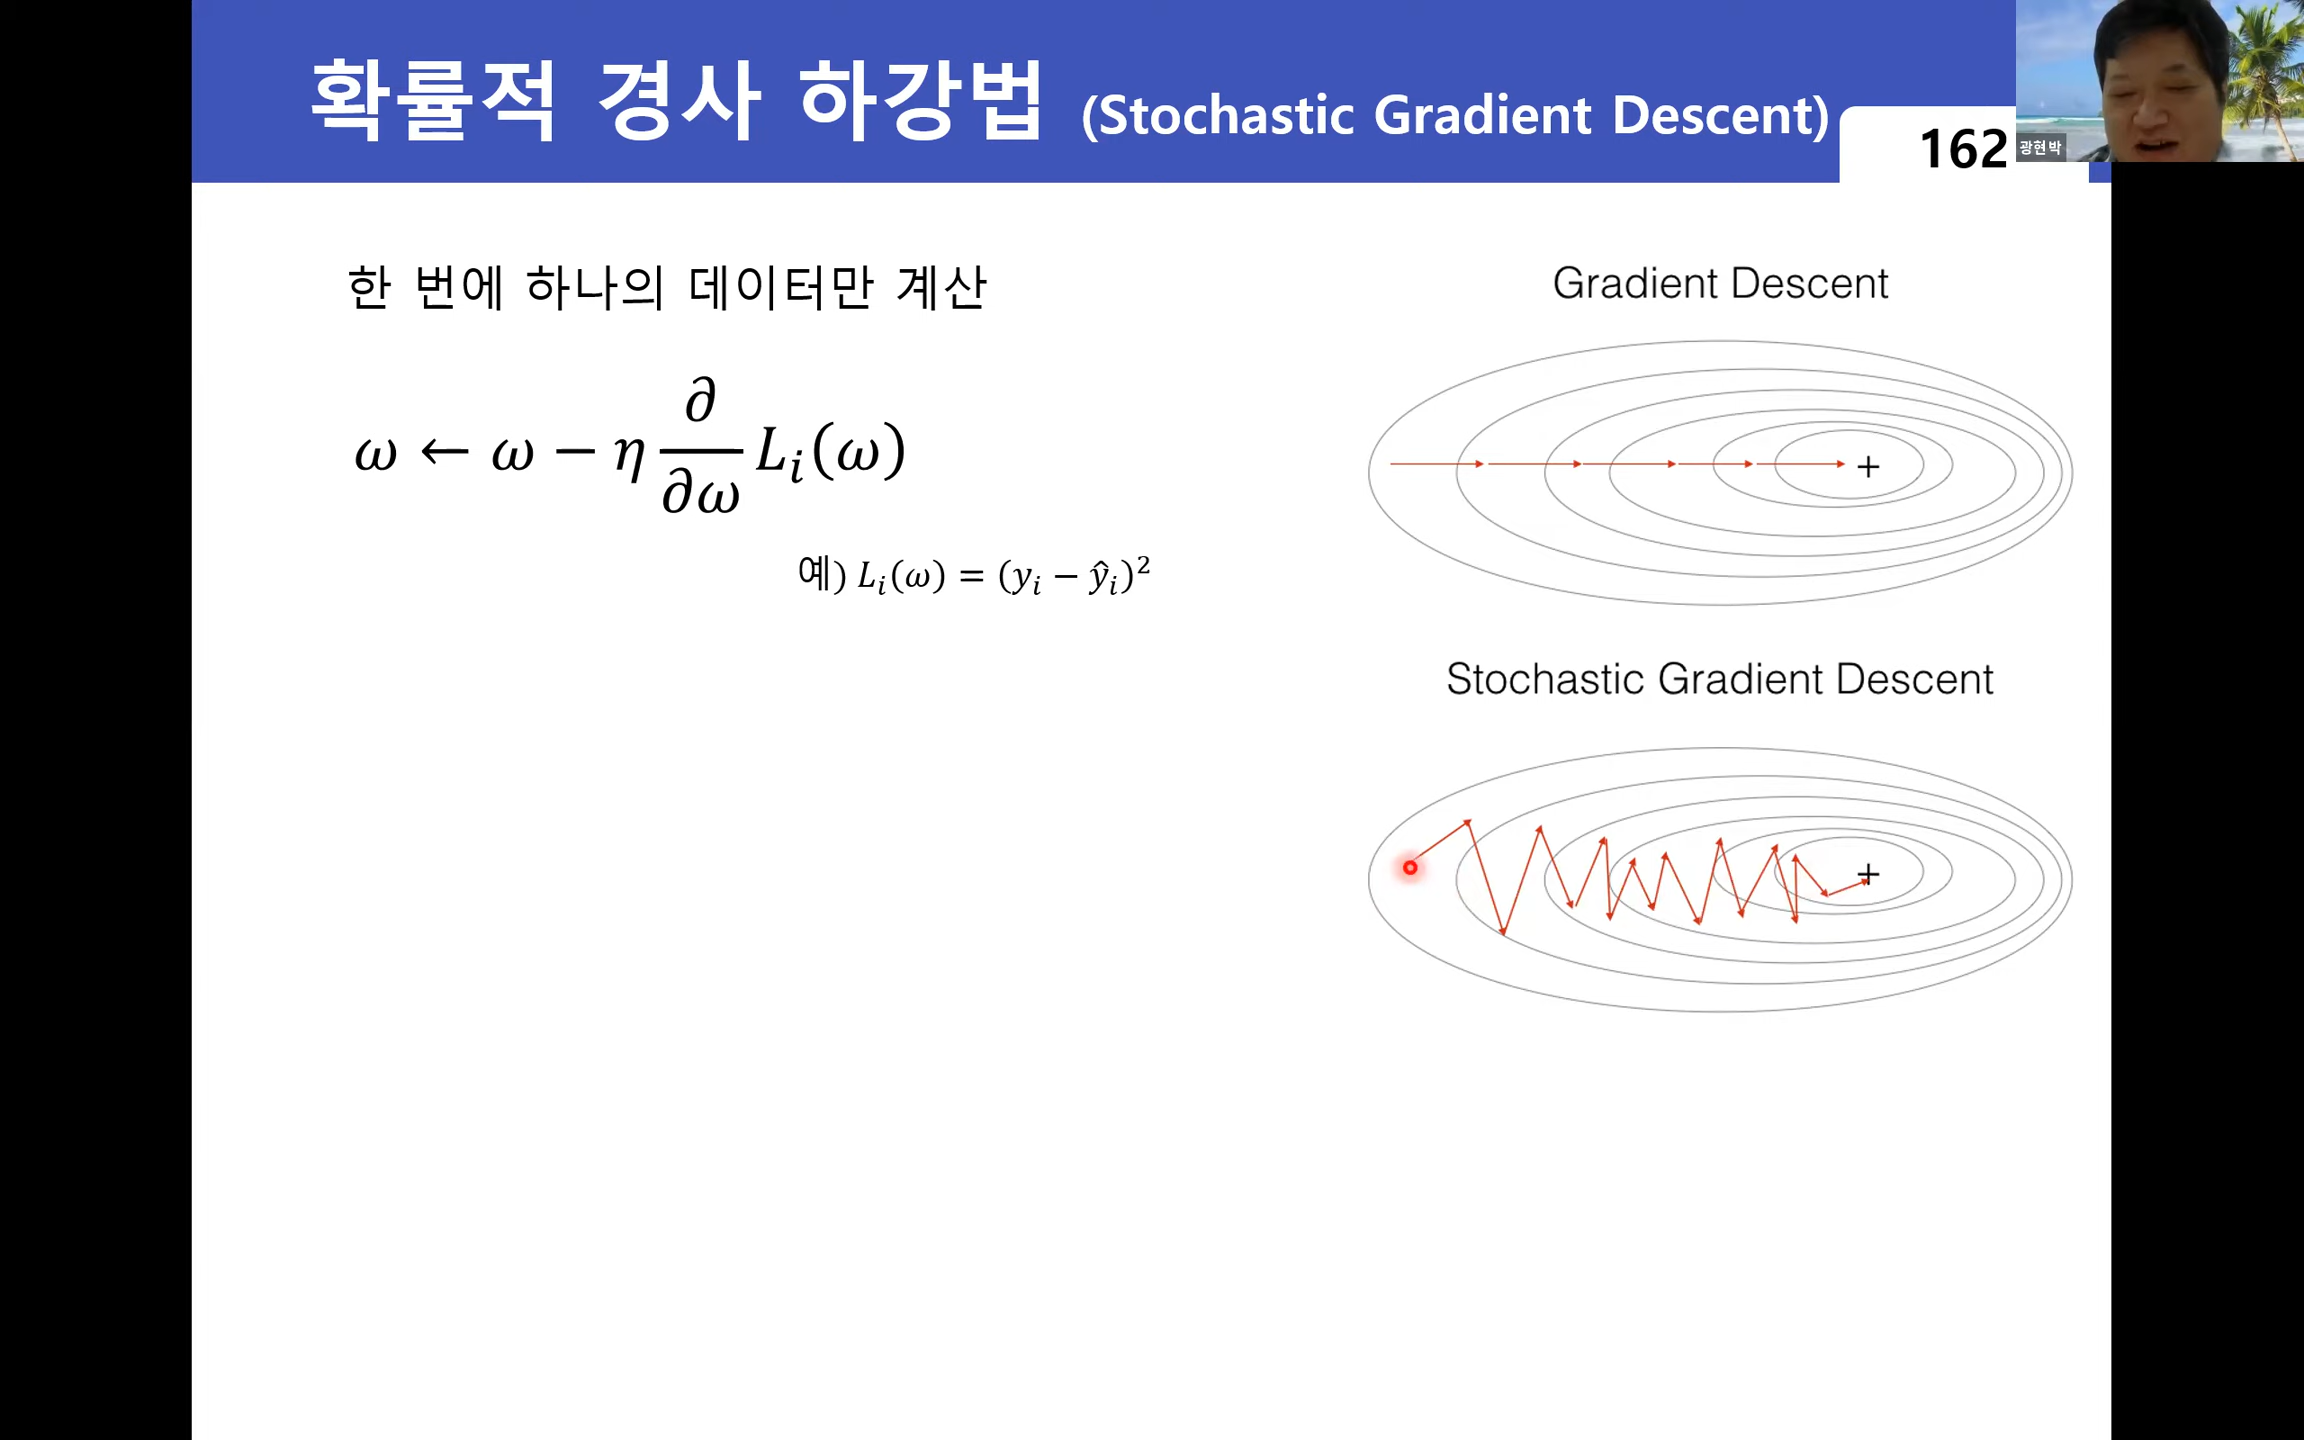 확률적 경사 하강법 (Stochastic Gradient Descent)
162
광현박
한 번에 하나의 데이터만 계산
ω ← ω − η ∂/∂ω L_i(ω)
예) L_i(ω) = (y_i − ŷ_i)²
Gradient Descent
+
Stochastic Gradient Descent
+